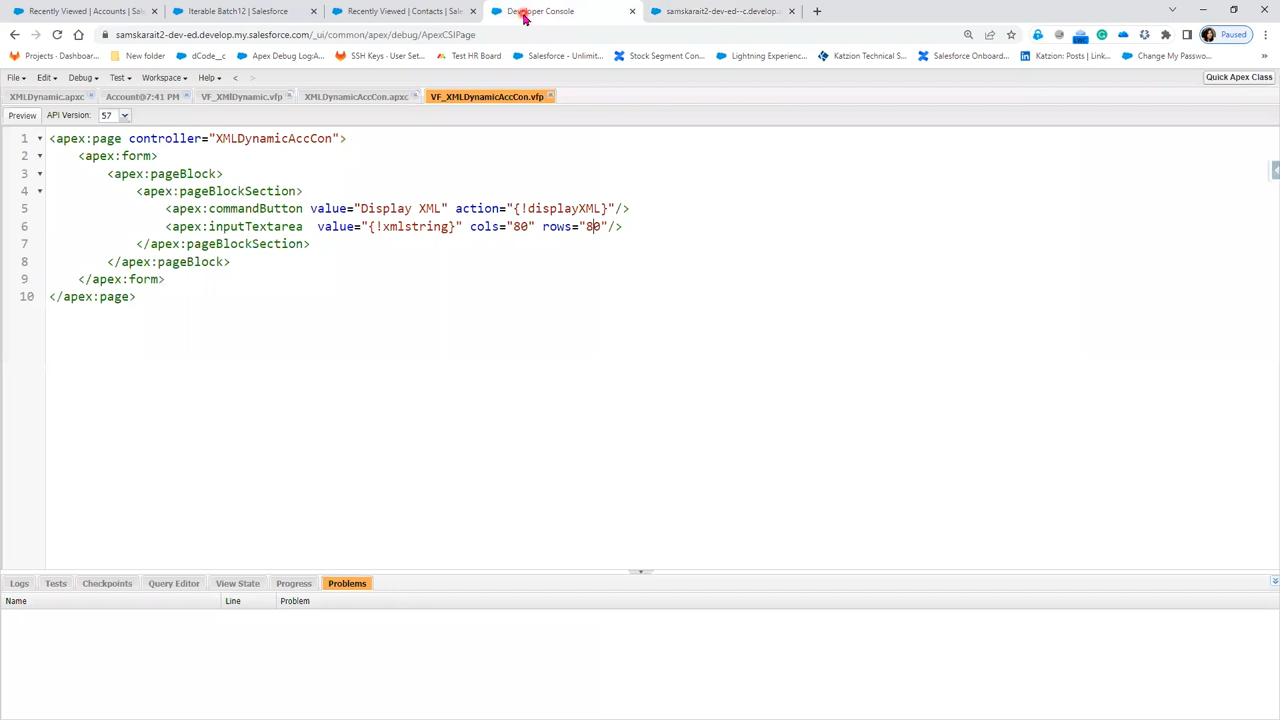 Recently Viewed | Accounts | Sal
Iterable Batch12 | Salesforce
Recently Viewed | Contacts | Sale
Developer Console
samskarait2-dev-ed--c.develop.
samskarait2-dev-ed.develop.my.salesforce.com/_ui/common/apex/debug/ApexCSIPage
Paused
Projects - Dashboar...
New folder
dCode__c
Apex Debug Log:A...
SSH Keys · User Set...
Test HR Board
Salesforce - Unlimit...
Stock Segment Con...
Lightning Experienc...
Katzion Technical S...
Salesforce Onboard...
Katzion: Posts | Link...
Change My Passwo...
»
File
Edit
Debug
Test
Workspace
Help
<
>
Quick Apex Class
XMLDynamic.apxc
Account@7:41 PM
VF_XMlDynamic.vfp
XMLDynamicAccCon.apxc
VF_XMLDynamicAccCon.vfp
Preview
API Version:
57
1 <apex:page controller="XMLDynamicAccCon">
2 <apex:form>
3 <apex:pageBlock>
4 <apex:pageBlockSection>
5 <apex:commandButton value="Display XML" action="{!displayXML}"/>
6 <apex:inputTextarea value="{!xmlstring}" cols="80" rows="80"/>
7 </apex:pageBlockSection>
8 </apex:pageBlock>
9 </apex:form>
10 </apex:page>
Logs
Tests
Checkpoints
Query Editor
View State
Progress
Problems
Name
Line
Problem